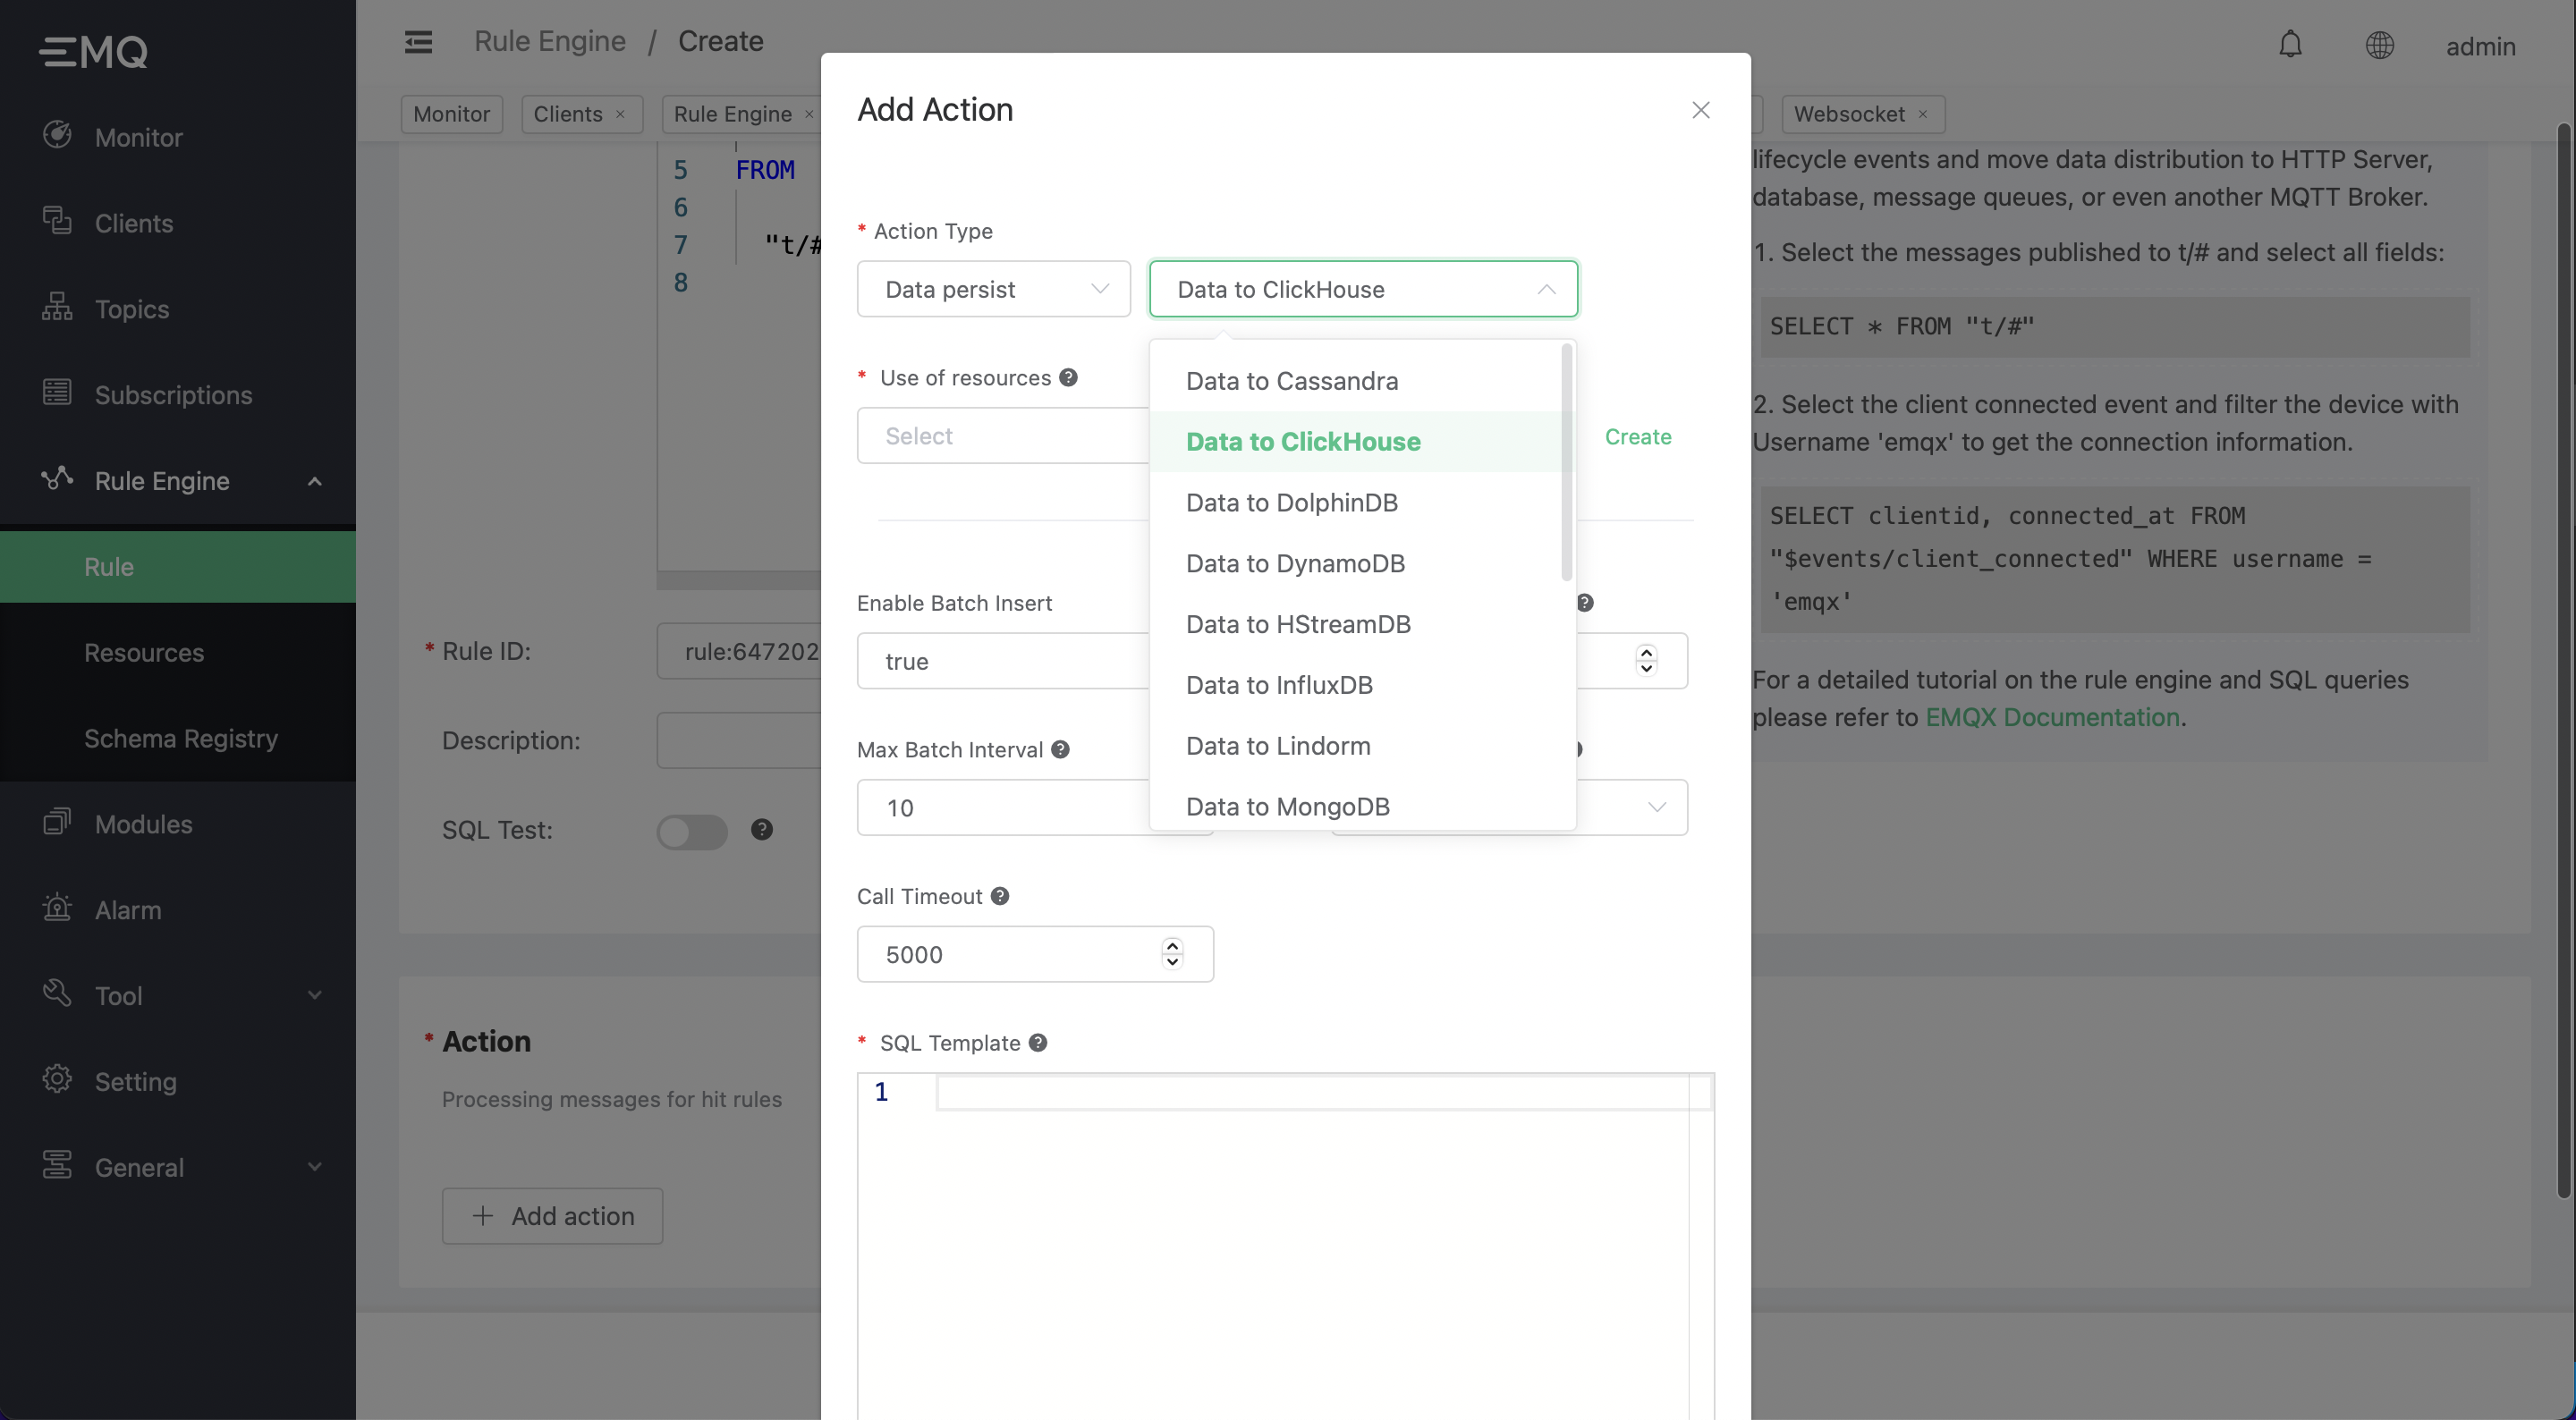 EMQ
Monitor
Clients
Topics
Subscriptions
Rule Engine
Rule
Resources
Schema Registry
Modules
Alarm
Tool
Setting
General
Rule Engine / Create
admin
Monitor
Clients ×
Rule Engine ×
Websocket ×
5 FROM
6
7 "t/#
8
* Rule ID:
rule:647202
Description:
SQL Test:
* Action
Processing messages for hit rules
+ Add action
Add Action
* Action Type
Data persist
Data to ClickHouse
* Use of resources
Select
Create
Data to Cassandra
Data to ClickHouse
Data to DolphinDB
Data to DynamoDB
Data to HStreamDB
Data to InfluxDB
Data to Lindorm
Data to MongoDB
Enable Batch Insert
true
Max Batch Interval
10
Call Timeout
5000
* SQL Template
1
lifecycle events and move data distribution to HTTP Server,
database, message queues, or even another MQTT Broker.
1. Select the messages published to t/# and select all fields:
SELECT * FROM "t/#"
2. Select the client connected event and filter the device with
Username 'emqx' to get the connection information.
SELECT clientid, connected_at FROM
"$events/client_connected" WHERE username =
'emqx'
For a detailed tutorial on the rule engine and SQL queries
please refer to EMQX Documentation.